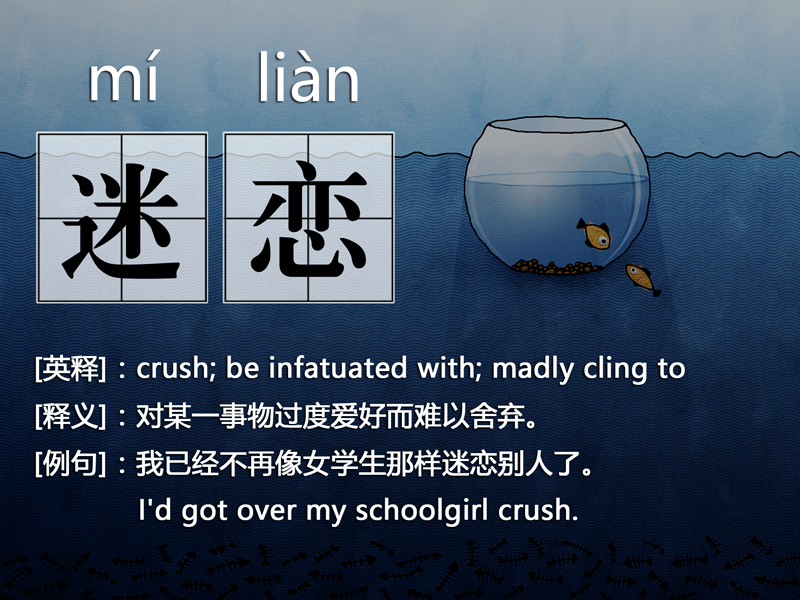 mí liàn
迷恋
[英释]：crush; be infatuated with; madly cling to
[释义]：对某一事物过度爱好而难以舍弃。
[例句]：我已经不再像女学生那样迷恋别人了。
I'd got over my schoolgirl crush.